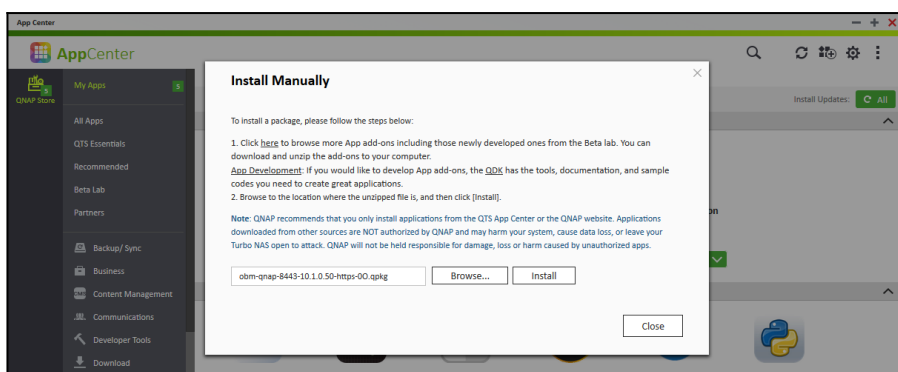 App Center
AppCenter
5
QNAP Store
My Apps 5
All Apps
QTS Essentials
Recommended
Beta Lab
Partners
Backup/ Sync
Business
Content Management
Communications
Developer Tools
Download
Install Updates: All
Install Manually
To install a package, please follow the steps below:
1. Click here to browse more App add-ons including those newly developed ones from the Beta lab. You can
download and unzip the add-ons to your computer.
App Development: If you would like to develop App add-ons, the QDK has the tools, documentation, and sample
codes you need to create great applications.
2. Browse to the location where the unzipped file is, and then click [Install].
Note: QNAP recommends that you only install applications from the QTS App Center or the QNAP website. Applications
downloaded from other sources are NOT authorized by QNAP and may harm your system, cause data loss, or leave your
Turbo NAS open to attack. QNAP will not be held responsible for damage, loss or harm caused by unauthorized apps.
obm-qnap-8443-10.1.0.50-https-0O.qpkg Browse... Install
Close
on